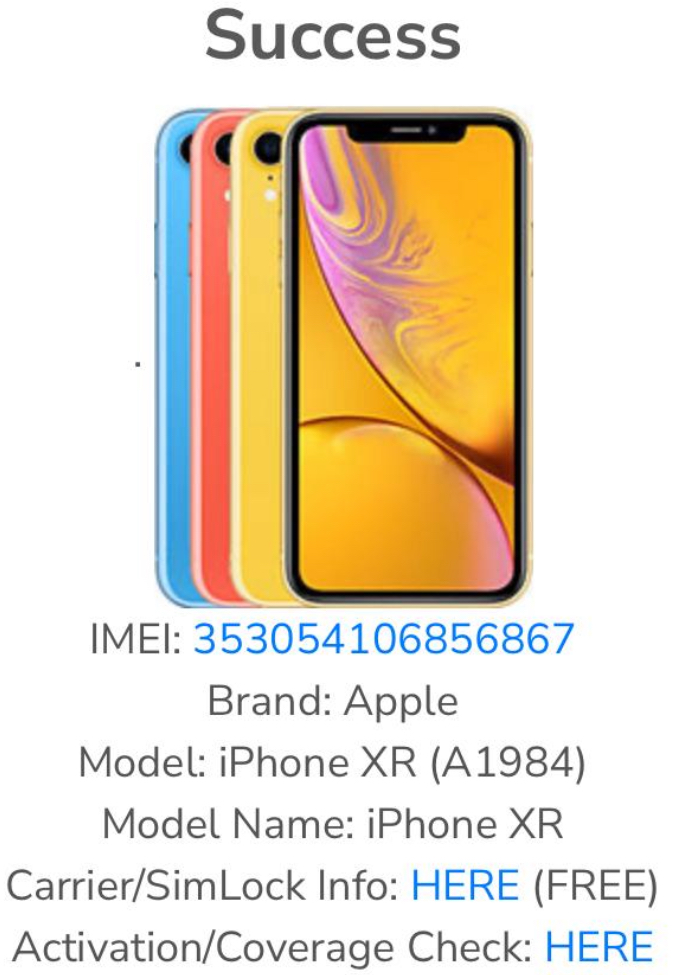 Success
IMEI: 353054106856867
Brand: Apple
Model: iPhone XR (A1984)
Model Name: iPhone XR
Carrier/SimLock Info: HERE (FREE)
Activation/Coverage Check: HERE